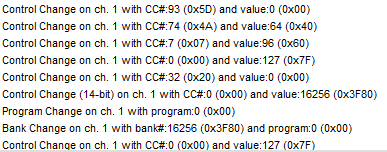 Control Change on ch. 1 with CC#:93 (0x5D) and value:0 (0x00)
Control Change on ch. 1 with CC#:74 (0x4A) and value:64 (0x40)
Control Change on ch. 1 with CC#:7 (0x07) and value:96 (0x60)
Control Change on ch. 1 with CC#:0 (0x00) and value:127 (0x7F)
Control Change on ch. 1 with CC#:32 (0x20) and value:0 (0x00)
Control Change (14-bit) on ch. 1 with CC#:0 (0x00) and value:16256 (0x3F80)
Program Change on ch. 1 with program:0 (0x00)
Bank Change on ch. 1 with bank#:16256 (0x3F80) and program:0 (0x00)
Control Change on ch. 1 with CC#:0 (0x00) and value:127 (0x7F)